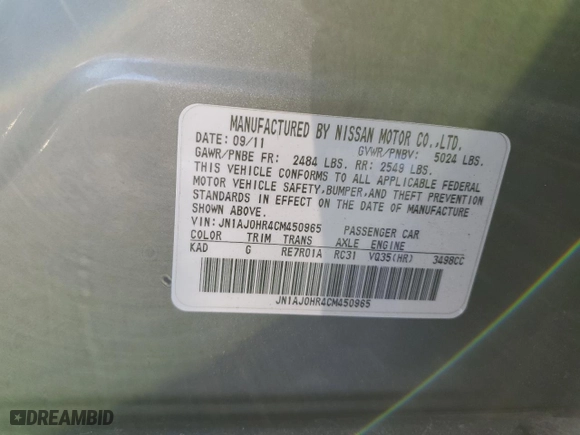 MANUFACTURED BY NISSAN MOTOR CO.,LTD.
DATE: 09/11 GVWR/PNBV: 5024 LBS.
GAWR/PNBE FR: 2484 LBS. RR: 2549 LBS.
THIS VEHICLE CONFORMS TO ALL APPLICABLE FEDERAL
MOTOR VEHICLE SAFETY,BUMPER,AND THEFT PREVENTION
STANDARDS IN EFFECT ON THE DATE OF MANUFACTURE
SHOWN ABOVE.
VIN: JN1AJ0HR4CM450965 PASSENGER CAR
COLOR TRIM TRANS AXLE ENGINE
KAD G RE7R01A RC31 VQ35(HR) 3498CC
JN1AJ0HR4CM450965
DREAMBID